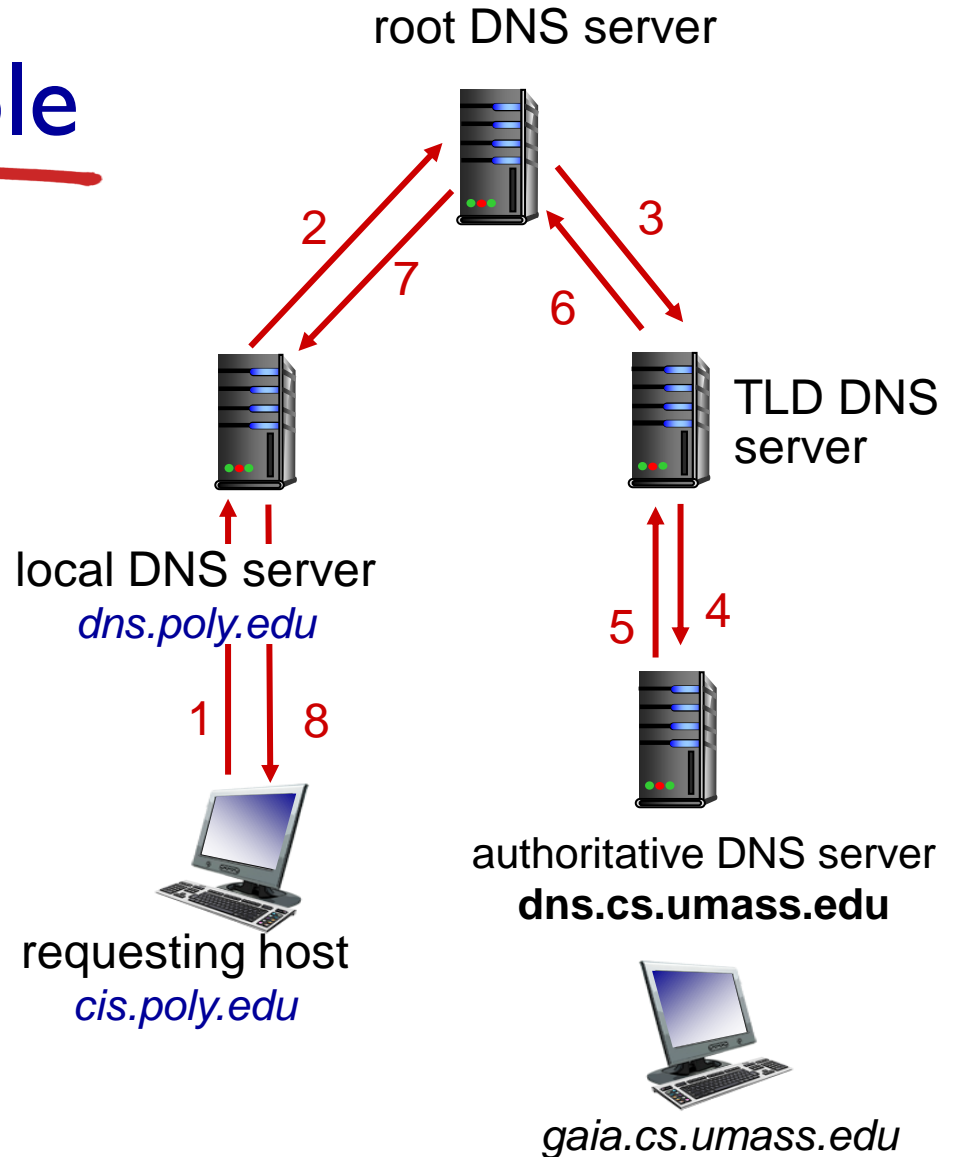 root DNS server
2
3
7
6
TLD DNS
server
local DNS server
dns.poly.edu
5
4
1
8
authoritative DNS server
dns.cs.umass.edu
requesting host
cis.poly.edu
gaia.cs.umass.edu